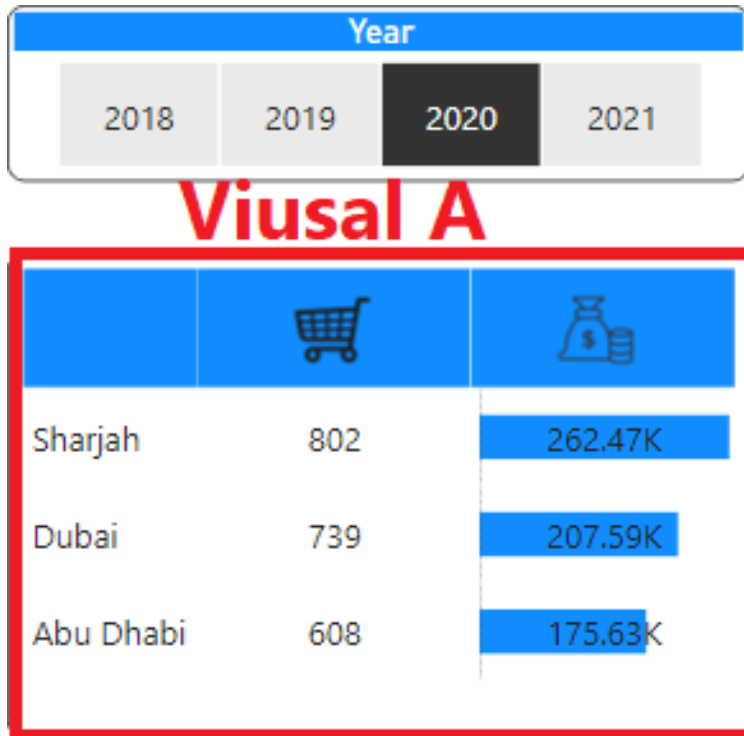 Year
2018 2019 2020 2021
Viusal A
$
Sharjah 802 262.47K
Dubai 739 207.59K
Abu Dhabi 608 175.63K